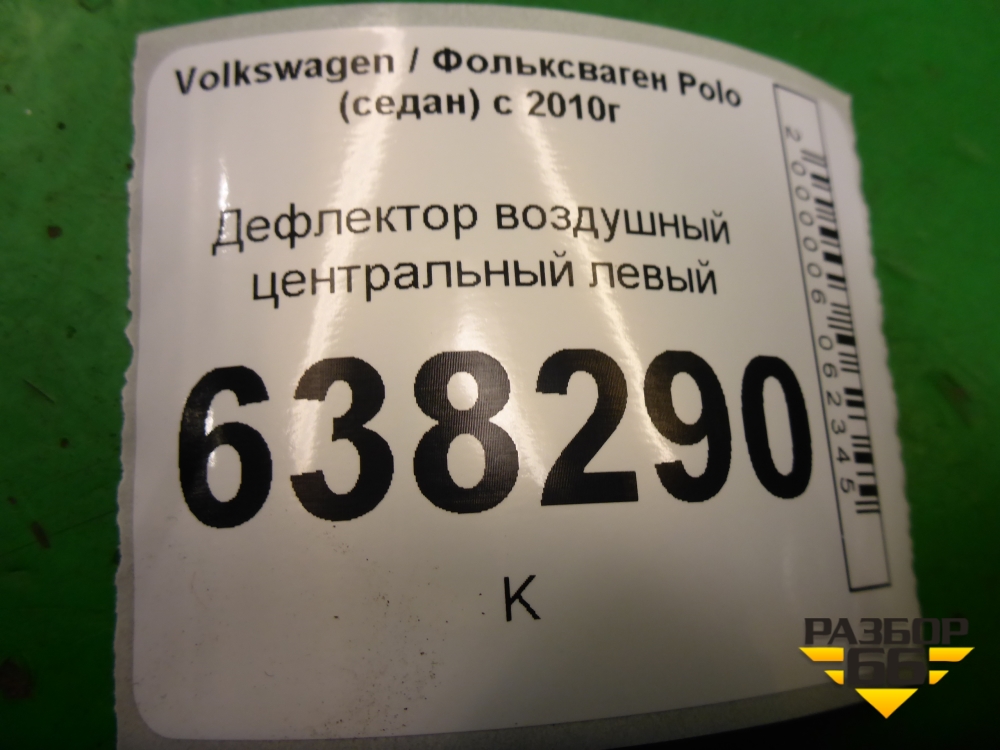 Volkswagen / Фольксваген Polo
(седан) с 2010г
Дефлектор воздушный
центральный левый
638290
К
2000006062345
РАЗБОР
66